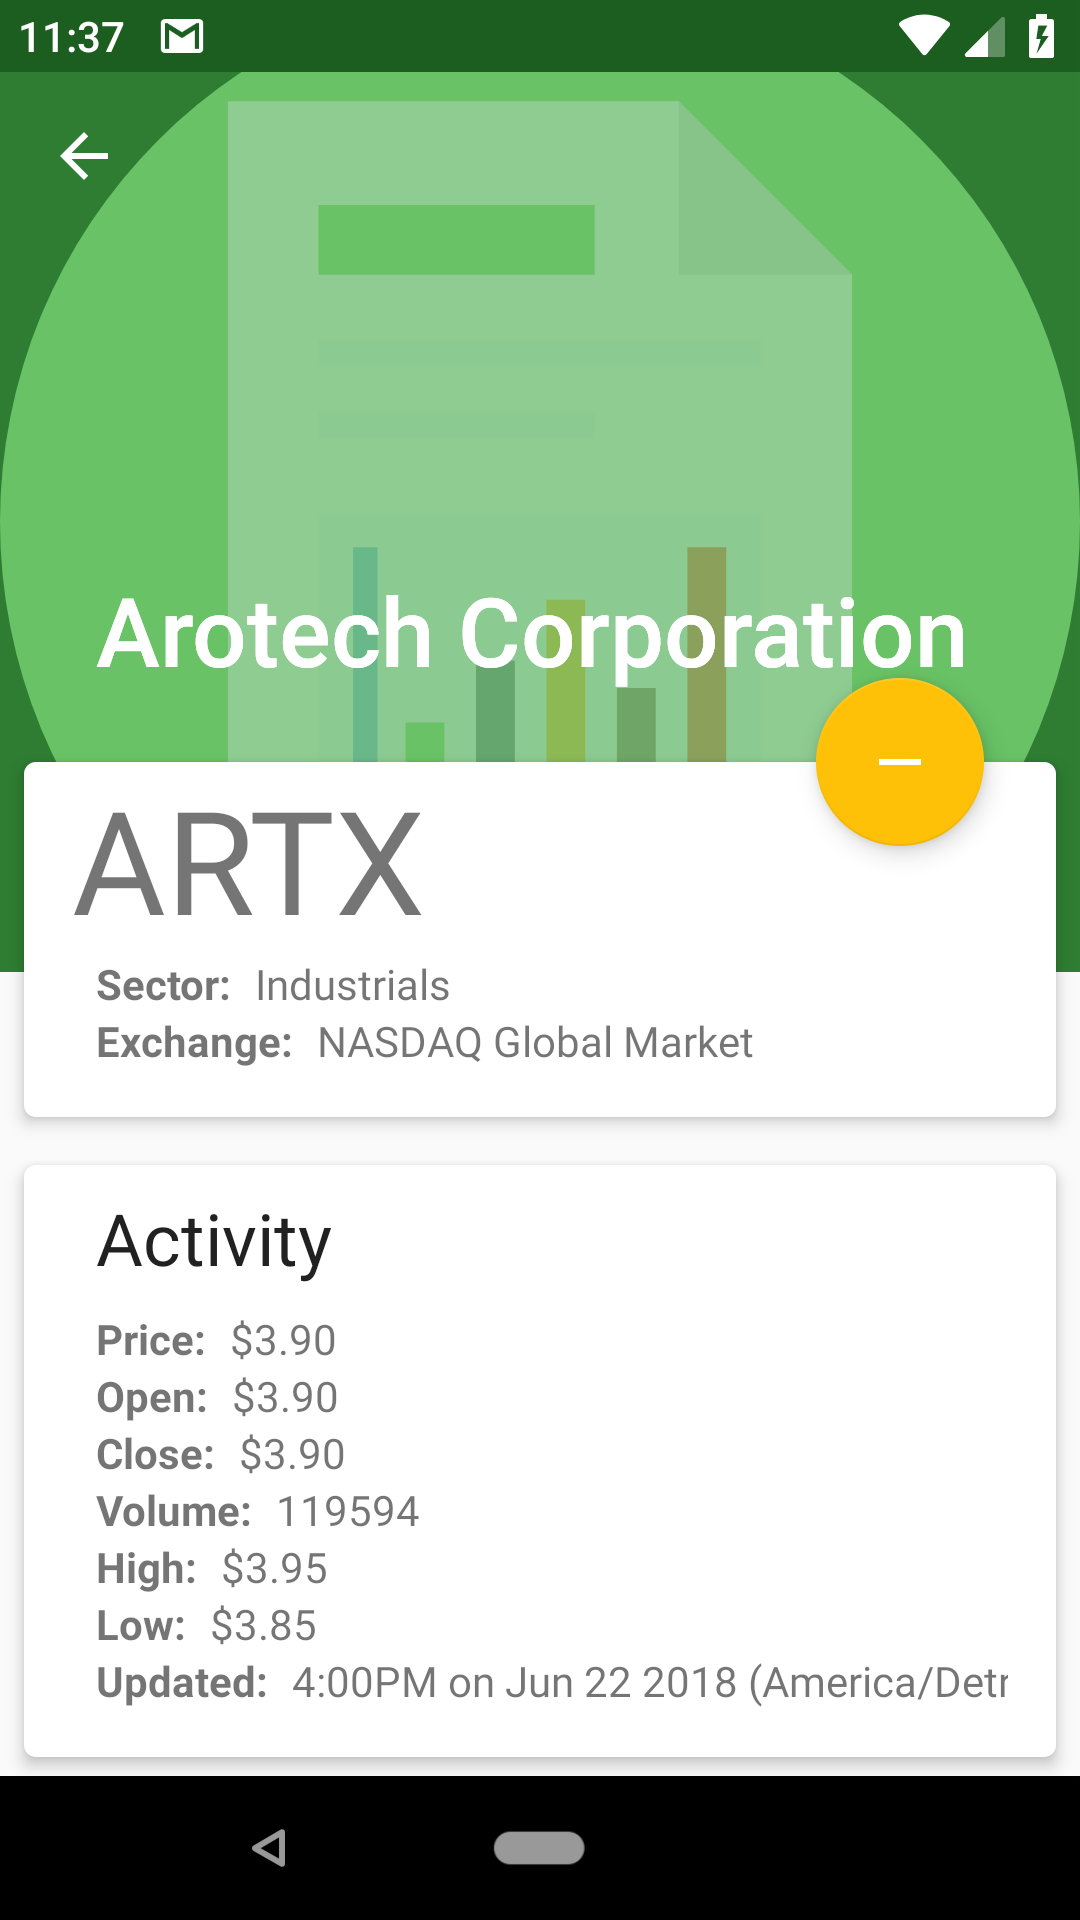 11:37
Arotech Corporation
ARTX
Sector: Industrials
Exchange: NASDAQ Global Market
Activity
Price: $3.90
Open: $3.90
Close: $3.90
Volume: 119594
High: $3.95
Low: $3.85
Updated: 4:00PM on Jun 22 2018 (America/Detr